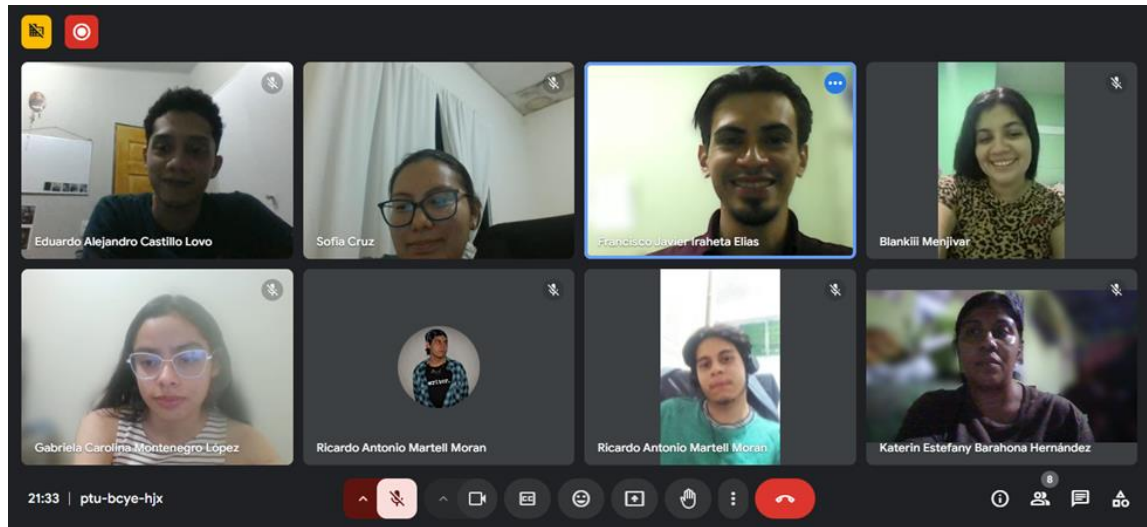 Eduardo Alejandro Castillo Lovo
Sofia Cruz
Francisco Javier Iraheta Elias
Blankiii Menjivar
Gabriela Carolina Montenegro López
Ricardo Antonio Martell Moran
Ricardo Antonio Martell Moran
Katerin Estefany Barahona Hernández
21:33 | ptu-bcye-hjx
8